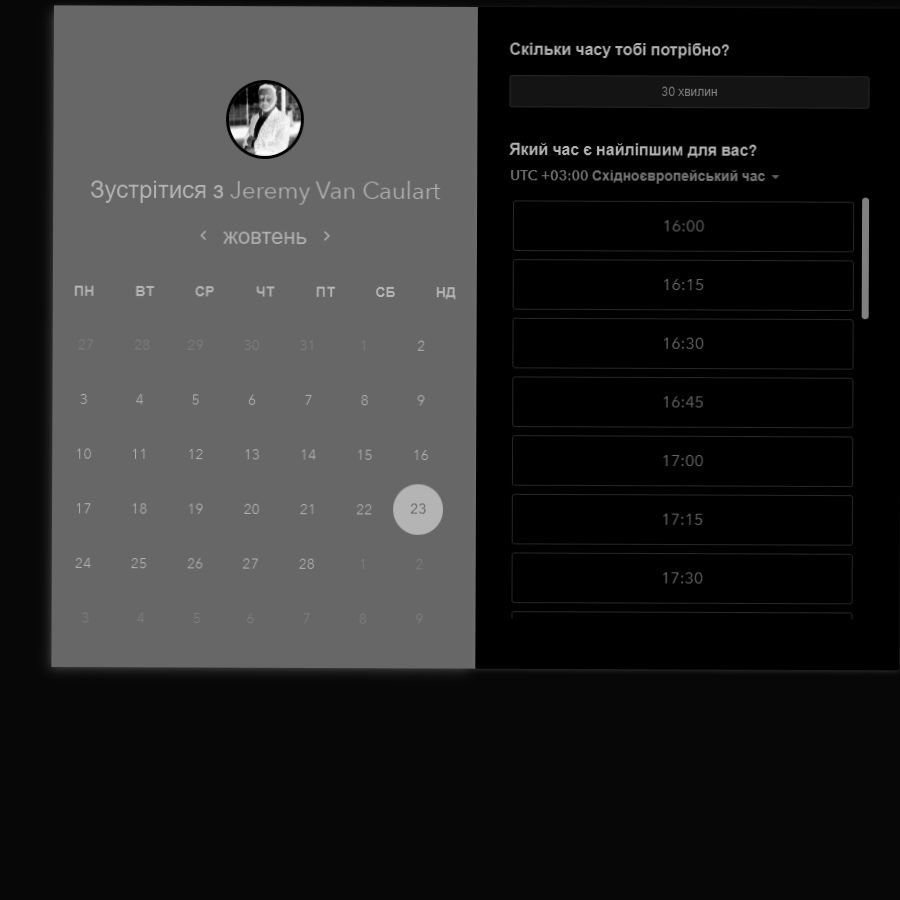 Зустрітися з Jeremy Van Caulart
жовтень
ПН ВТ СР ЧТ ПТ СБ НД
27 28 29 30 31 1 2
3 4 5 6 7 8 9
10 11 12 13 14 15 16
17 18 19 20 21 22 23
24 25 26 27 28 1 2
3 4 5 6 7 8 9
Скільки часу тобі потрібно?
30 хвилин
Який час є найліпшим для вас?
UTC +03:00 Східноєвропейський час
16:00
16:15
16:30
16:45
17:00
17:15
17:30